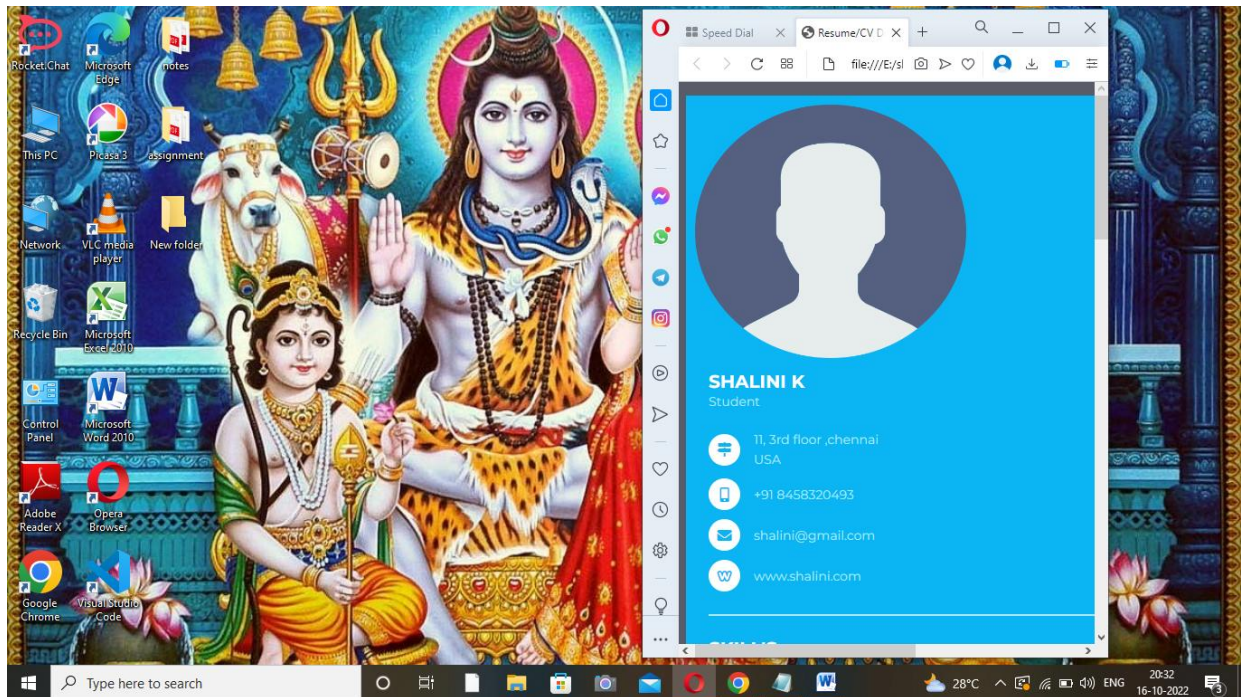 Rocket.Chat
Microsoft
Edge
notes
This PC
Picasa 3
assignment
Network
VLC media
player
New folder
Recycle Bin
Microsoft
Excel 2010
Control
Panel
Microsoft
Word 2010
Adobe
Reader X
Opera
Browser
Google
Chrome
Visual Studio
Code
Speed Dial
Resume/CV D
file:///E:/sl
SHALINI K
Student
11, 3rd floor ,chennai
USA
+91 8458320493
shalini@gmail.com
www.shalini.com
Type here to search
28°C
ENG
20:32
16-10-2022
3